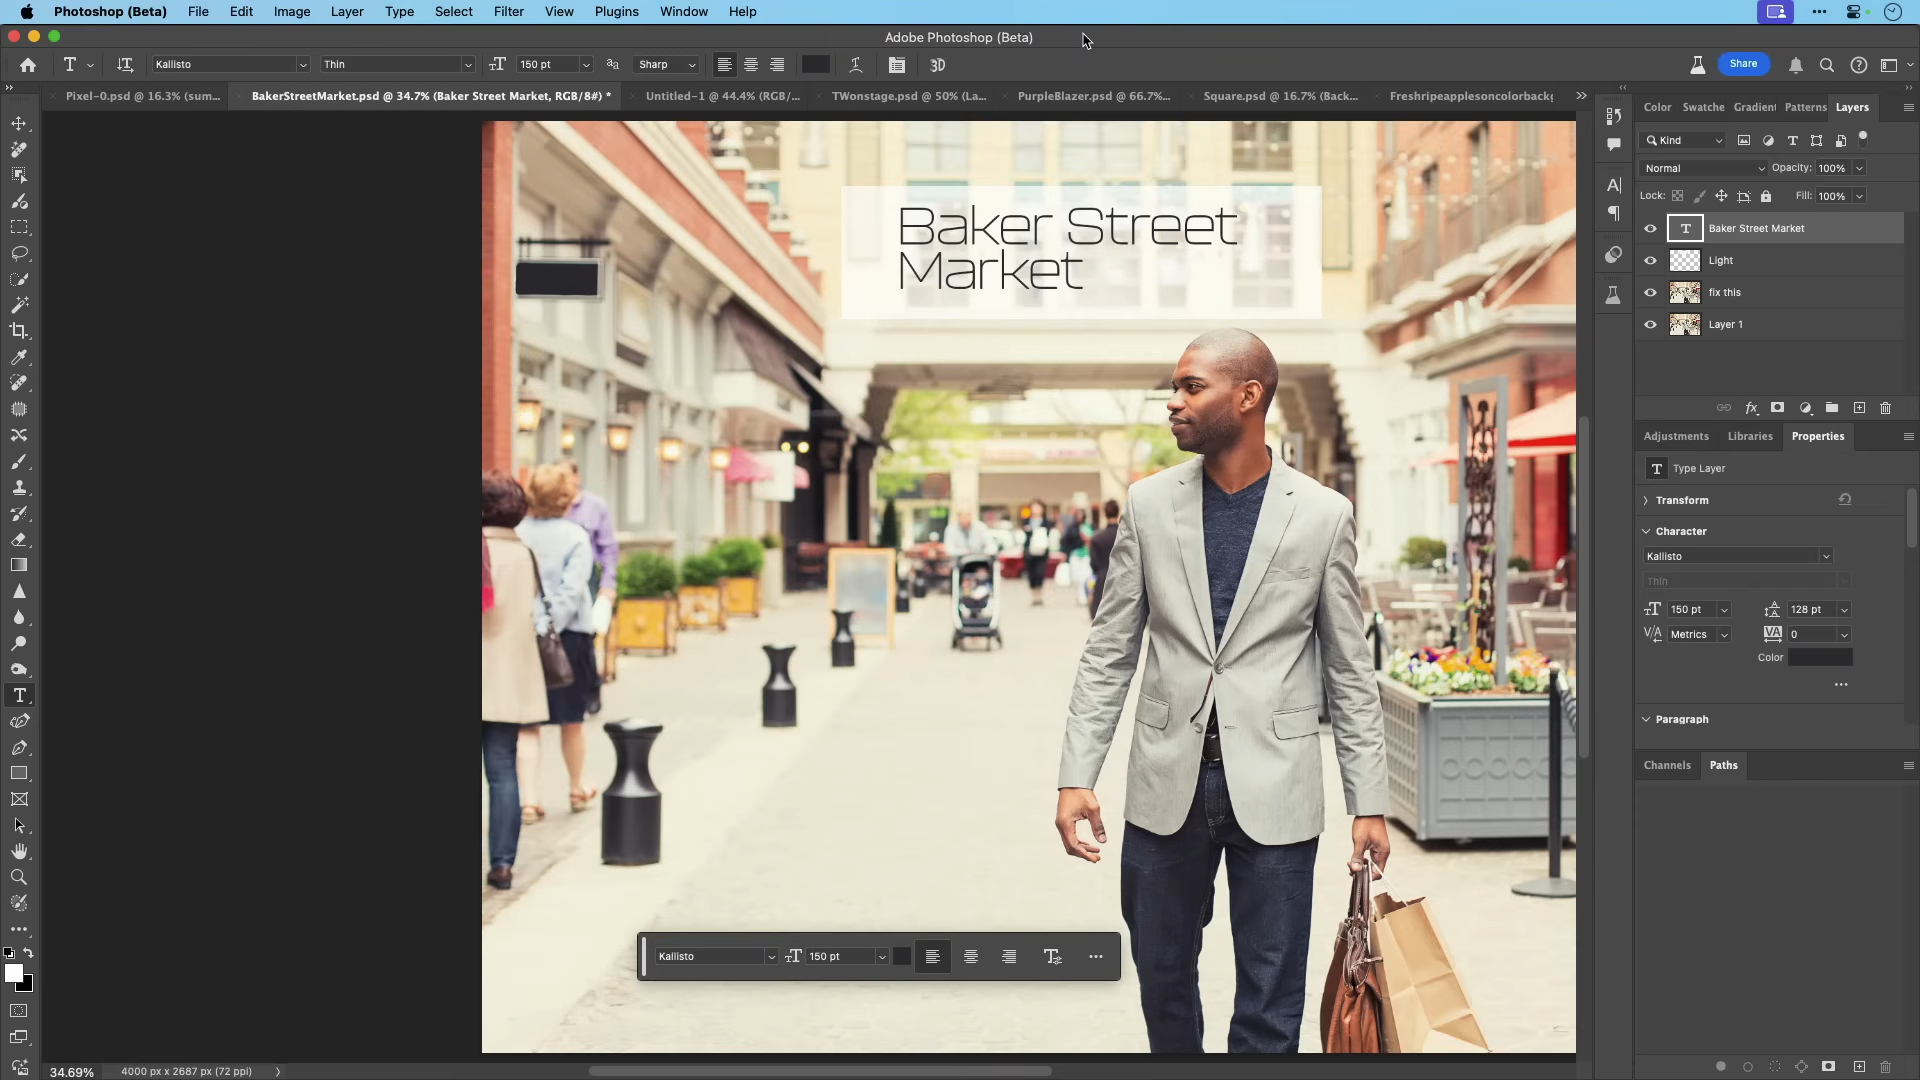 Photoshop (Beta) File Edit Image Layer Type Select Filter View Plugins Window Help
Adobe Photoshop (Beta)
T Kallisto Thin 150 pt aa Sharp 3D Share
Pixel-0.psd @ 16.3% (sum... BakerStreetMarket.psd @ 34.7% (Baker Street Market, RGB/8#) * Untitled-1 @ 44.4% (RGB/... TWonstage.psd @ 50% (La... PurpleBlazer.psd @ 66.7%... Square.psd @ 16.7% (Back... Freshripeapplesoncolorbackg
Color Swatche Gradient Patterns Layers
Kind
Normal Opacity: 100%
Lock: Fill: 100%
T Baker Street Market
Light
fix this
Layer 1
fx
Adjustments Libraries Properties
T Type Layer
Transform
Character
Kallisto
Thin
150 pt 128 pt
Metrics 0
Color
Paragraph
Channels Paths
Baker Street
Market
Kallisto 150 pt
34.69% 4000 px x 2687 px (72 ppi)